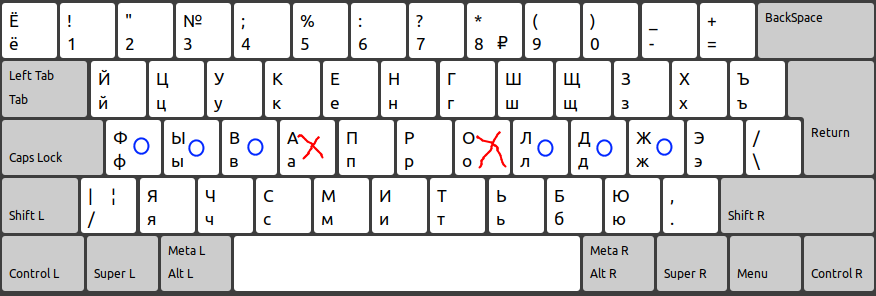 Ё ! " № ; % : ? * ( ) _ + BackSpace
ё 1 2 3 4 5 6 7 8 ₽ 9 0 - =
Left Tab Й Ц У К Е Н Г Ш Щ З Х Ъ
Tab й ц у к е н г ш щ з х ъ
Return
Ф Ы В А П Р О Л Д Ж Э /
Caps Lock ф ы в а п р о л д ж э \
| ¦ Я Ч С М И Т Ь Б Ю ,
Shift L / я ч с м и т ь б ю . Shift R
Meta L Meta R
Control L Super L Alt L Alt R Super R Menu Control R